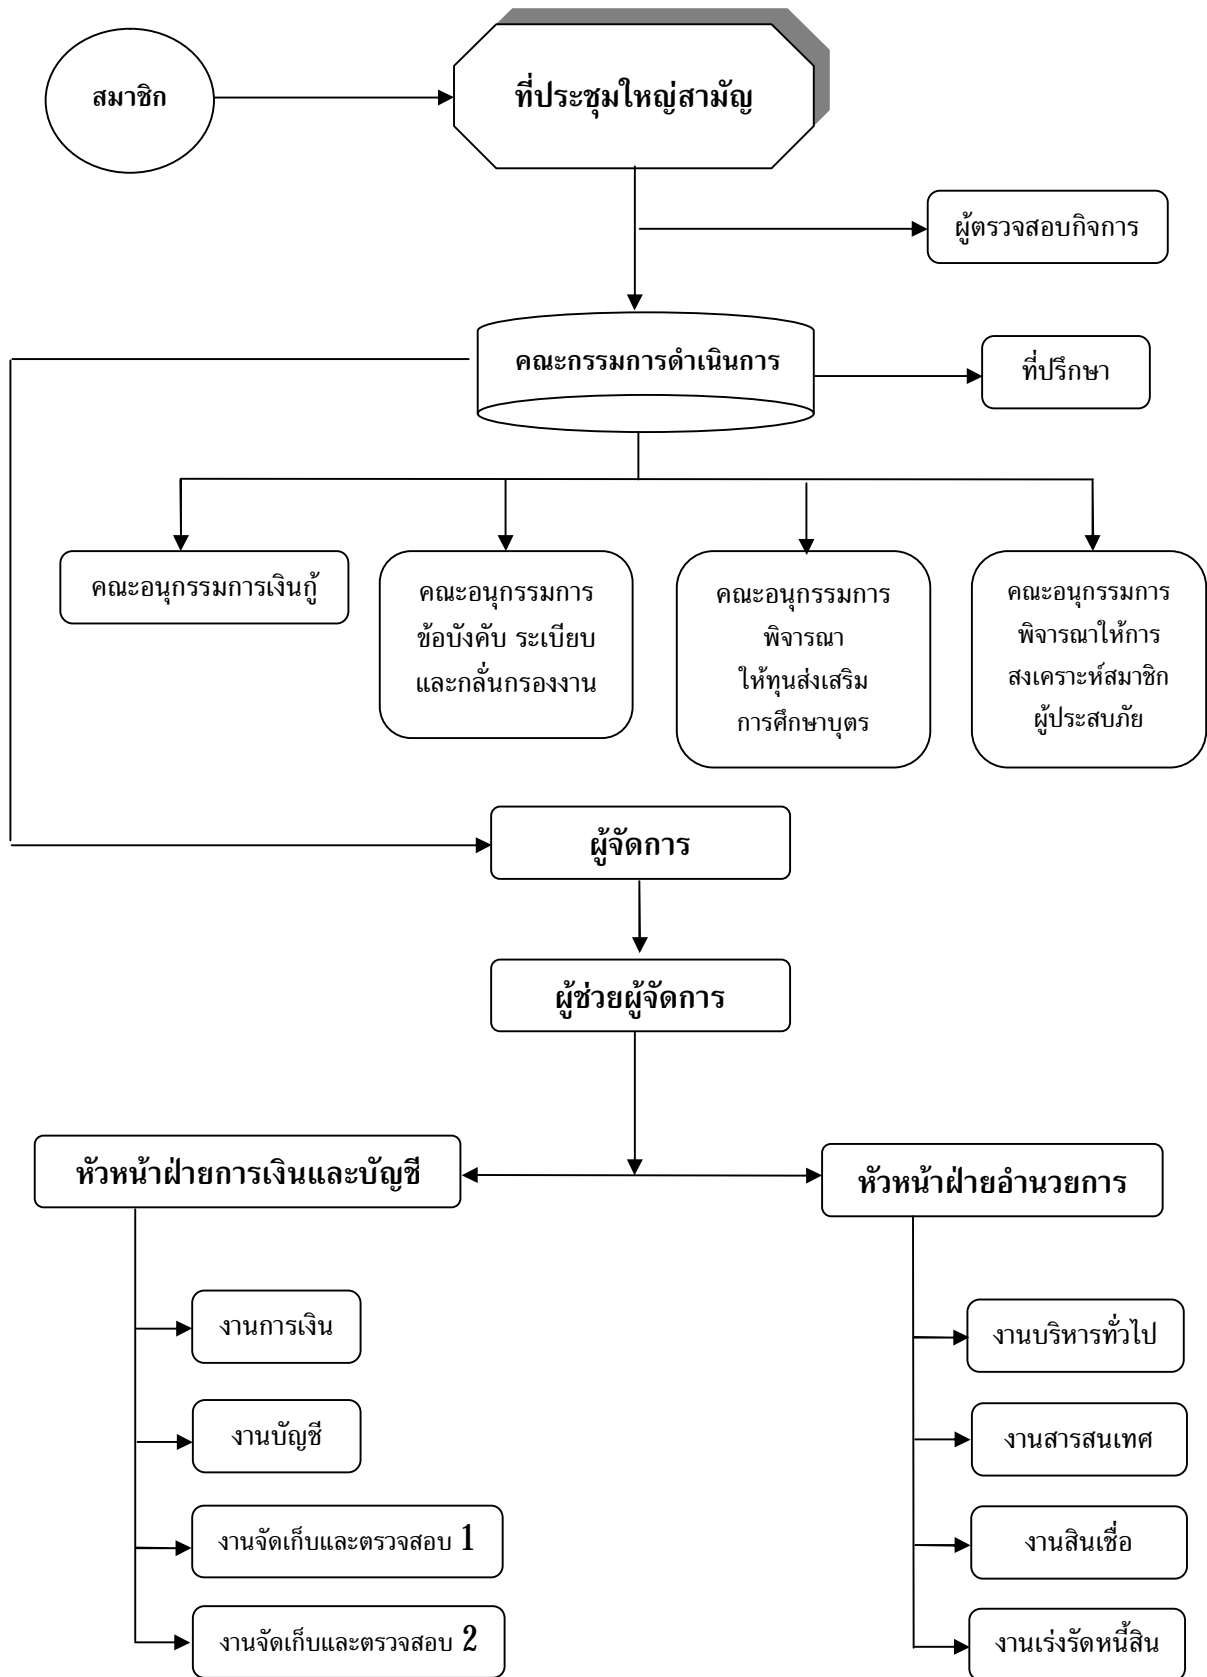 สมาชิก
ที่ประชุมใหญ่สามัญ
ผู้ตรวจสอบกิจการ
คณะกรรมการดำเนินการ
ที่ปรึกษา
คณะอนุกรรมการเงินกู้
คณะอนุกรรมการ
ข้อบังคับ ระเบียบ
และกลั่นกรองงาน
คณะอนุกรรมการ
พิจารณา
ให้ทุนส่งเสริม
การศึกษาบุตร
คณะอนุกรรมการ
พิจารณาให้การ
สงเคราะห์สมาชิก
ผู้ประสบภัย
ผู้จัดการ
ผู้ช่วยผู้จัดการ
หัวหน้าฝ่ายการเงินและบัญชี
งานการเงิน
งานบัญชี
งานจัดเก็บและตรวจสอบ 1
งานจัดเก็บและตรวจสอบ 2
หัวหน้าฝ่ายอำนวยการ
งานบริหารทั่วไป
งานสารสนเทศ
งานสินเชื่อ
งานเร่งรัดหนี้สิน